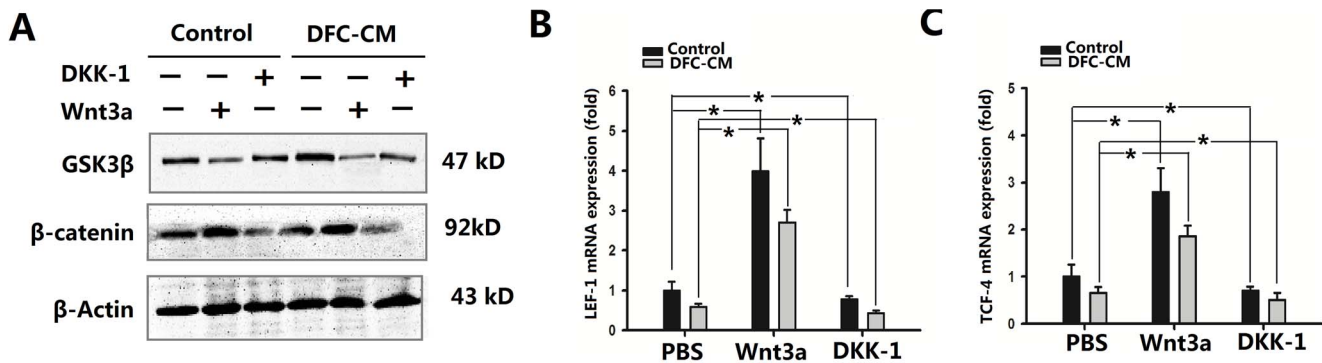 A
Control DFC-CM
DKK-1 − − + − − +
Wnt3a − + − − + −
GSK3β 47 kD
β-catenin 92kD
β-Actin 43 kD
B
Control
DFC-CM
LEF-1 mRNA expression (fold)
6
5
4
3
2
1
0
* * * *
PBS Wnt3a DKK-1
C
Control
DFC-CM
TCF-4 mRNA expression (fold)
5
4
3
2
1
0
* * * *
PBS Wnt3a DKK-1